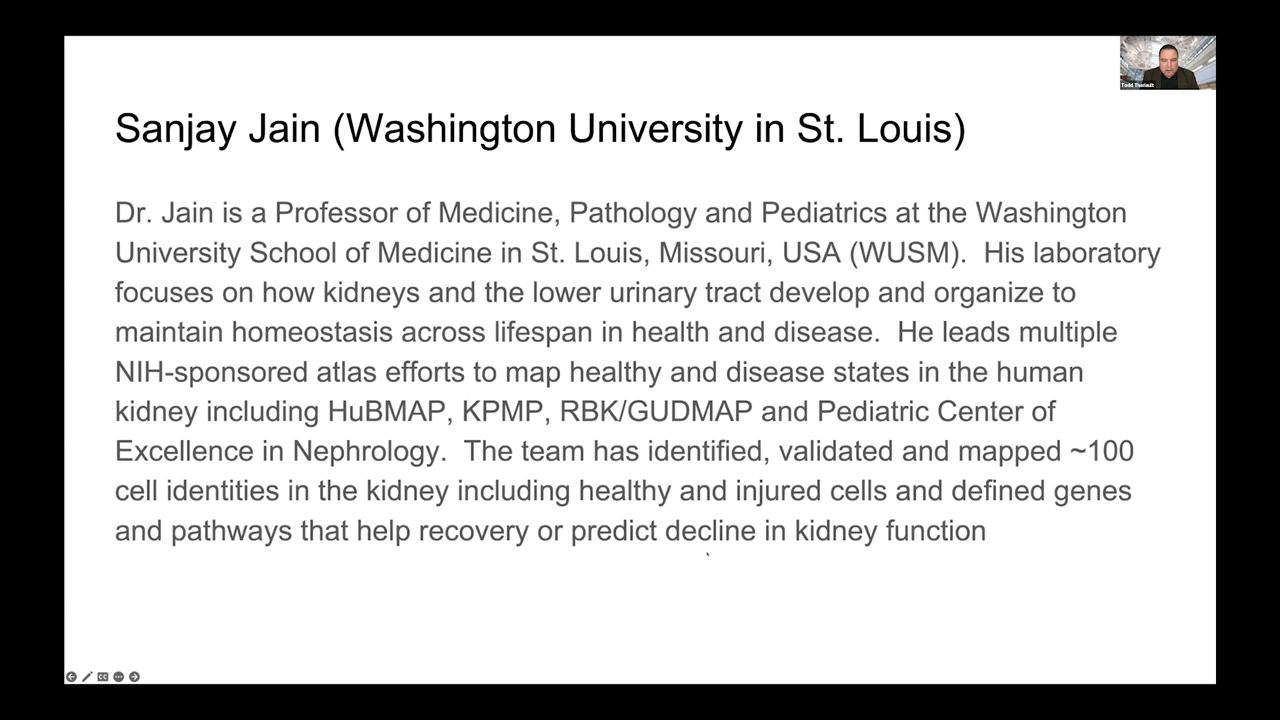 Todd Theriault
Sanjay Jain (Washington University in St. Louis)
Dr. Jain is a Professor of Medicine, Pathology and Pediatrics at the Washington
University School of Medicine in St. Louis, Missouri, USA (WUSM).  His laboratory
focuses on how kidneys and the lower urinary tract develop and organize to
maintain homeostasis across lifespan in health and disease.  He leads multiple
NIH-sponsored atlas efforts to map healthy and disease states in the human
kidney including HuBMAP, KPMP, RBK/GUDMAP and Pediatric Center of
Excellence in Nephrology.  The team has identified, validated and mapped ~100
cell identities in the kidney including healthy and injured cells and defined genes
and pathways that help recovery or predict decline in kidney function